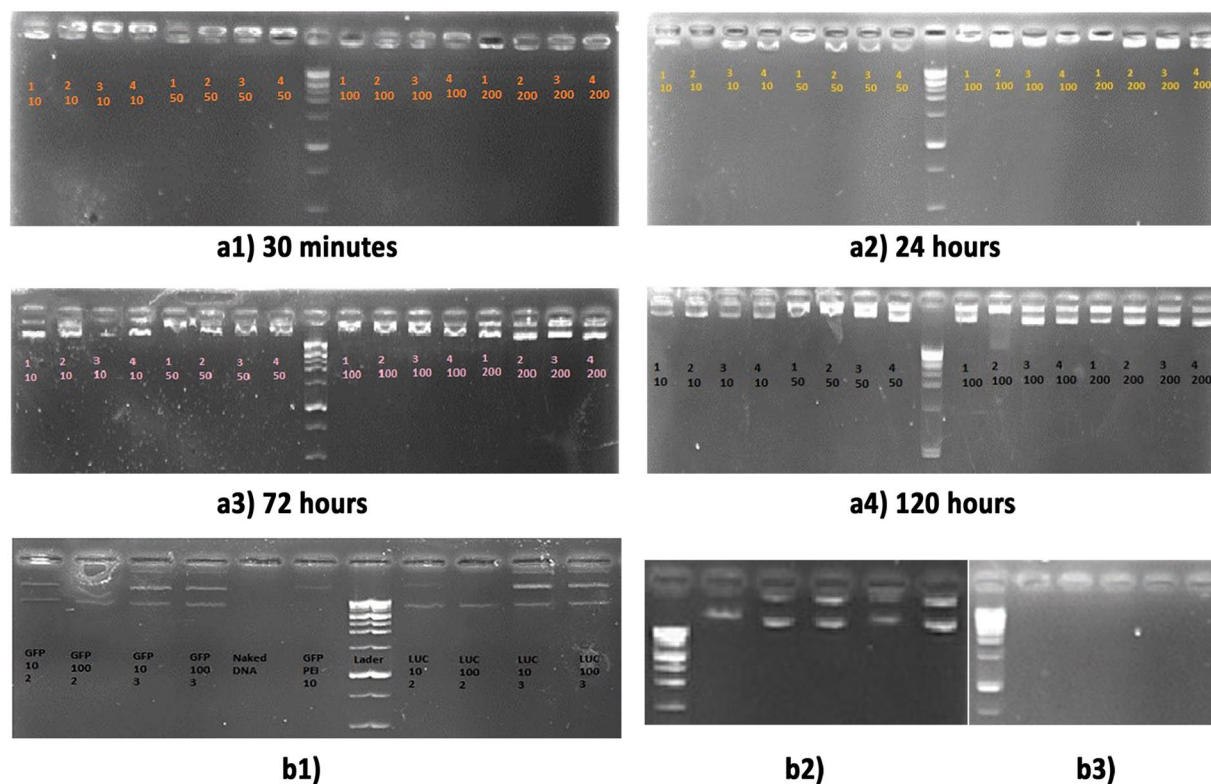 1 2 3 4 1 2 3 4 1 2 3 4 1 2 3 4
10 10 10 10 50 50 50 50 100 100 100 100 200 200 200 200
a1) 30 minutes
1 2 3 4 1 2 3 4 1 2 3 4 1 2 3 4
10 10 10 10 50 50 50 50 100 100 100 100 200 200 200 200
a2) 24 hours
1 2 3 4 1 2 3 4 1 2 3 4 1 2 3 4
10 10 10 10 50 50 50 50 100 100 100 100 200 200 200 200
a3) 72 hours
1 2 3 4 1 2 3 4 1 2 3 4 1 2 3 4
10 10 10 10 50 50 50 50 100 100 100 100 200 200 200 200
a4) 120 hours
GFP GFP GFP GFP Naked GFP Lader LUC LUC LUC LUC
10 100 10 100 DNA PEI 10 100 10 100
2 2 3 3 10 2 2 3 3
b1)
b2)
b3)